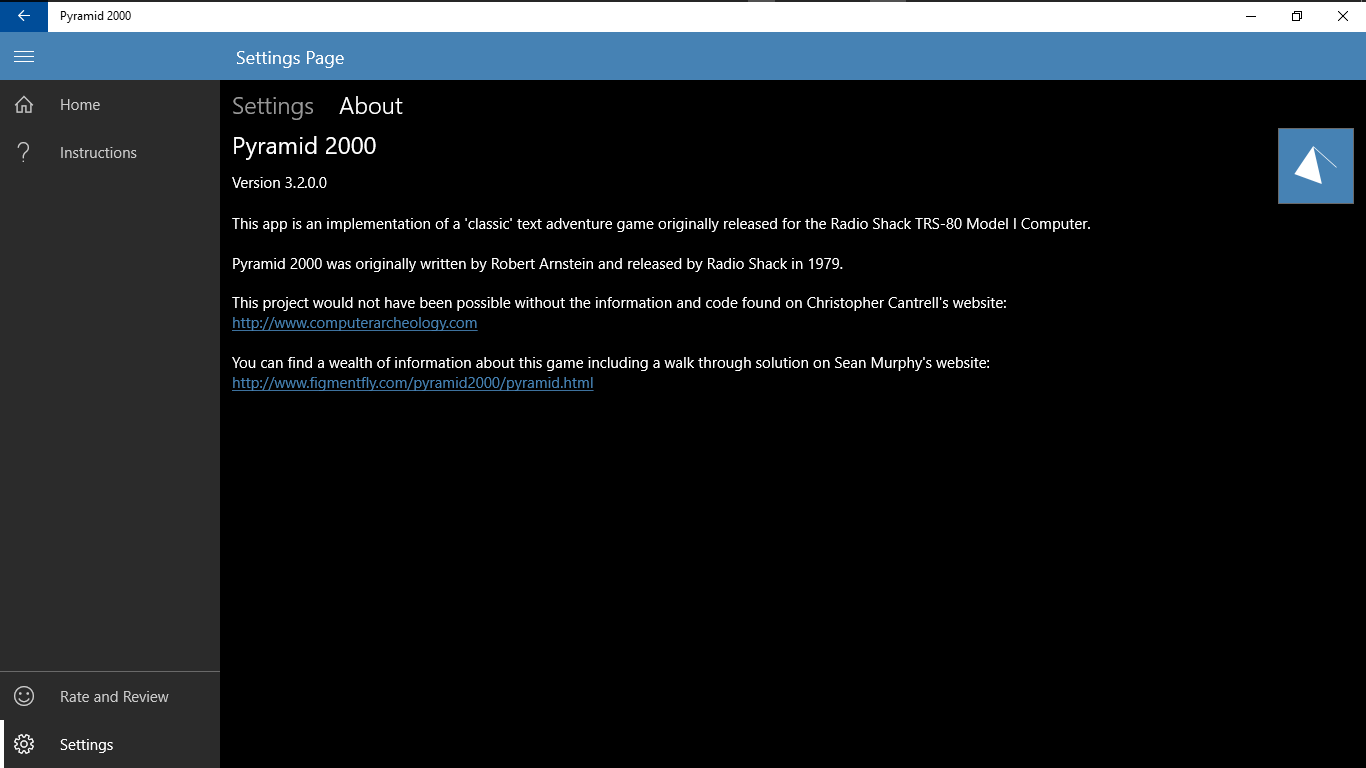 Pyramid 2000
Settings Page
Home
Instructions
Settings About
Pyramid 2000
Version 3.2.0.0
This app is an implementation of a 'classic' text adventure game originally released for the Radio Shack TRS-80 Model I Computer.
Pyramid 2000 was originally written by Robert Arnstein and released by Radio Shack in 1979.
This project would not have been possible without the information and code found on Christopher Cantrell's website:
http://www.computerarcheology.com
You can find a wealth of information about this game including a walk through solution on Sean Murphy's website:
http://www.figmentfly.com/pyramid2000/pyramid.html
Rate and Review
Settings